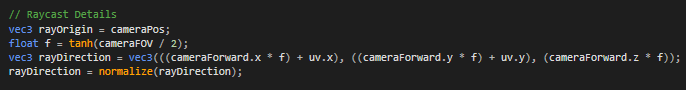 // Raycast Details
vec3 rayOrigin = cameraPos;
float f = tanh(cameraFOV / 2);
vec3 rayDirection = vec3(((cameraForward.x * f) + uv.x), ((cameraForward.y * f) + uv.y), (cameraForward.z * f));
rayDirection = normalize(rayDirection);